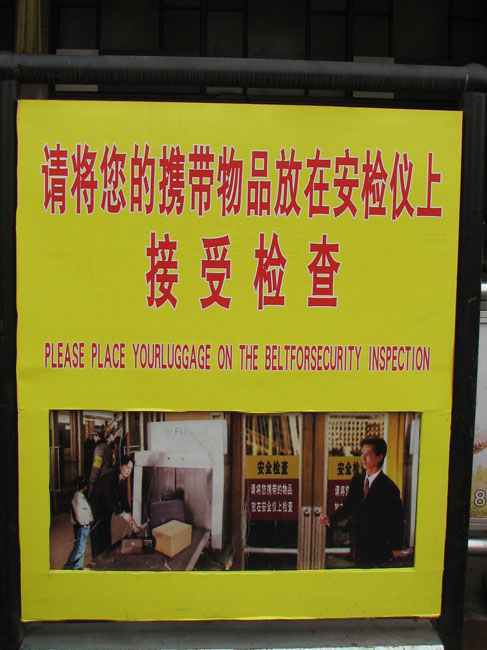 请将您的携带物品放在安检仪上
接受检查
PLEASE PLACE YOURLUGGAGE ON THE BELTFORSECURITY INSPECTION
安全检查
请将您携带的物品
放在安全仪上检查
安全检